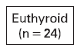 Euthyroid
(n = 24)